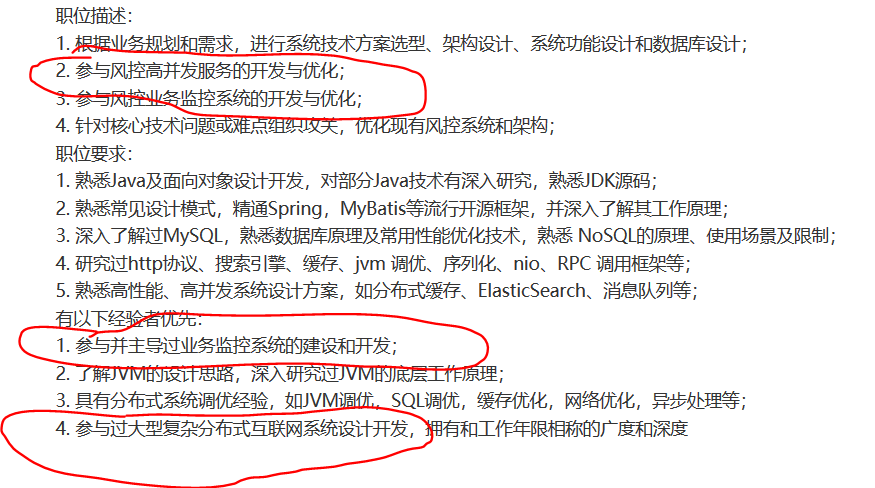 职位描述：
1. 根据业务规划和需求，进行系统技术方案选型、架构设计、系统功能设计和数据库设计；
2. 参与风控高并发服务的开发与优化；
3. 参与风控业务监控系统的开发与优化；
4. 针对核心技术问题或难点组织攻关，优化现有风控系统和架构；
职位要求：
1. 熟悉Java及面向对象设计开发，对部分Java技术有深入研究，熟悉JDK源码；
2. 熟悉常见设计模式，精通Spring，MyBatis等流行开源框架，并深入了解其工作原理；
3. 深入了解过MySQL，熟悉数据库原理及常用性能优化技术，熟悉 NoSQL的原理、使用场景及限制；
4. 研究过http协议、搜索引擎、缓存、jvm 调优、序列化、nio、RPC 调用框架等；
5. 熟悉高性能、高并发系统设计方案，如分布式缓存、ElasticSearch、消息队列等；
有以下经验者优先：
1. 参与并主导过业务监控系统的建设和开发；
2. 了解JVM的设计思路，深入研究过JVM的底层工作原理；
3. 具有分布式系统调优经验，如JVM调优，SQL调优，缓存优化，网络优化，异步处理等；
4. 参与过大型复杂分布式互联网系统设计开发，拥有和工作年限相称的广度和深度